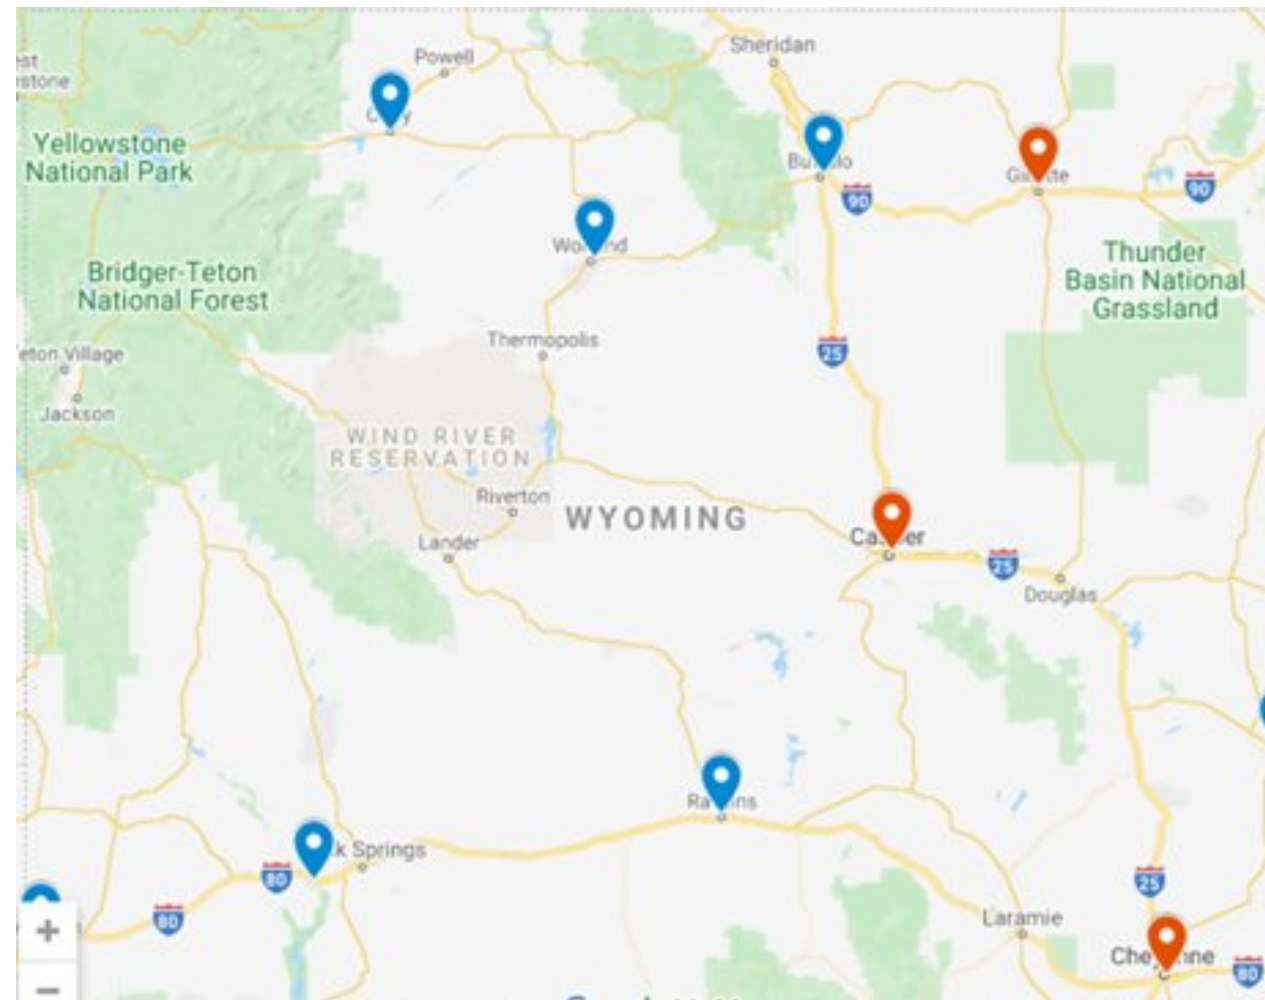 Sheridan
Powell
Yellowstone
National Park
90
90
Bridger-Teton
National Forest
Thunder
Basin National
Grassland
Thermopolis
25
Jackson
WIND RIVER
RESERVATION
Riverton
WYOMING
Lander
25
Douglas
Springs
80
80
25
Laramie
80
+
−